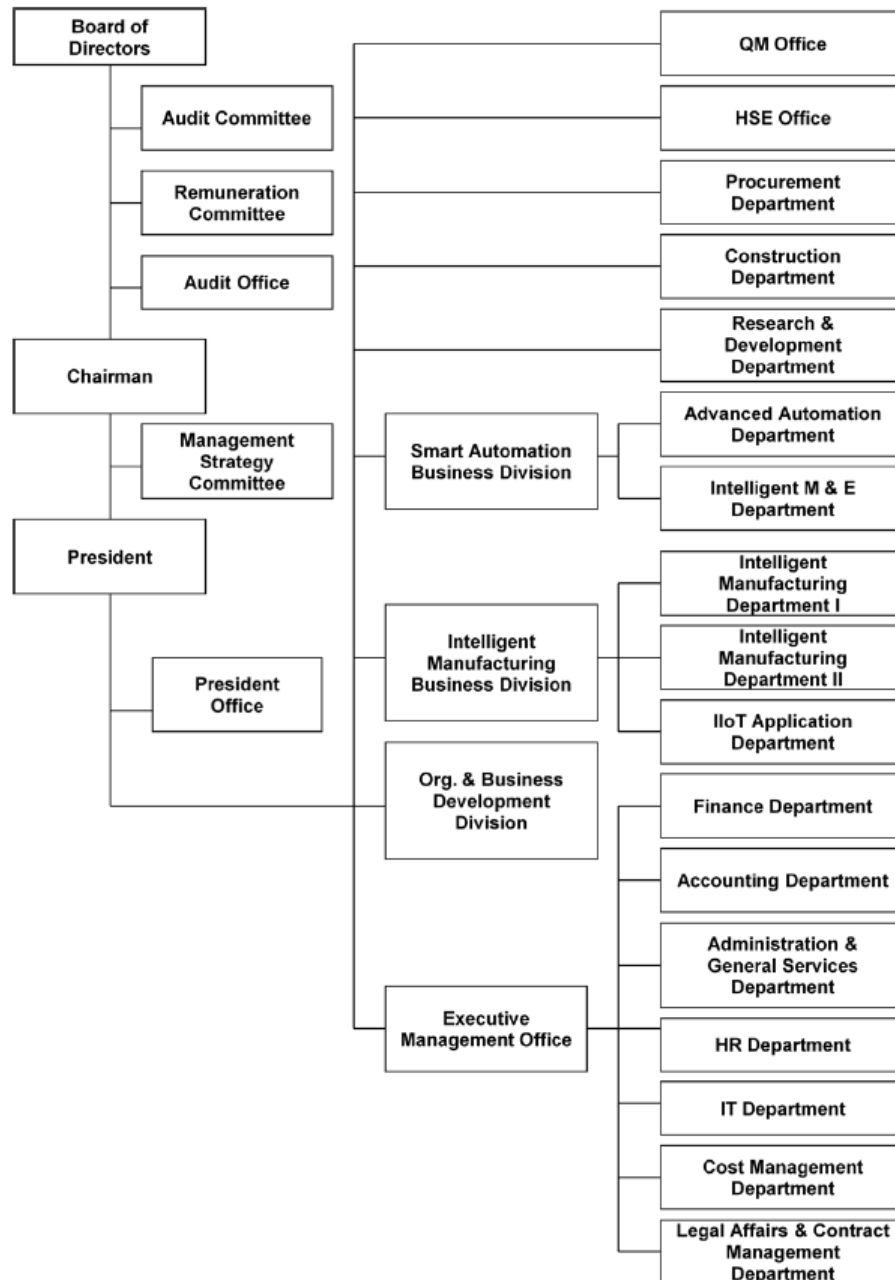 Board of
Directors
Audit Committee
Remuneration
Committee
Audit Office
Chairman
Management
Strategy
Committee
President
President
Office
QM Office
HSE Office
Procurement
Department
Construction
Department
Research &
Development
Department
Smart Automation
Business Division
Advanced Automation
Department
Intelligent M & E
Department
Intelligent
Manufacturing
Business Division
Intelligent
Manufacturing
Department I
Intelligent
Manufacturing
Department II
IIoT Application
Department
Org. & Business
Development
Division
Executive
Management Office
Finance Department
Accounting Department
Administration &
General Services
Department
HR Department
IT Department
Cost Management
Department
Legal Affairs & Contract
Management
Department